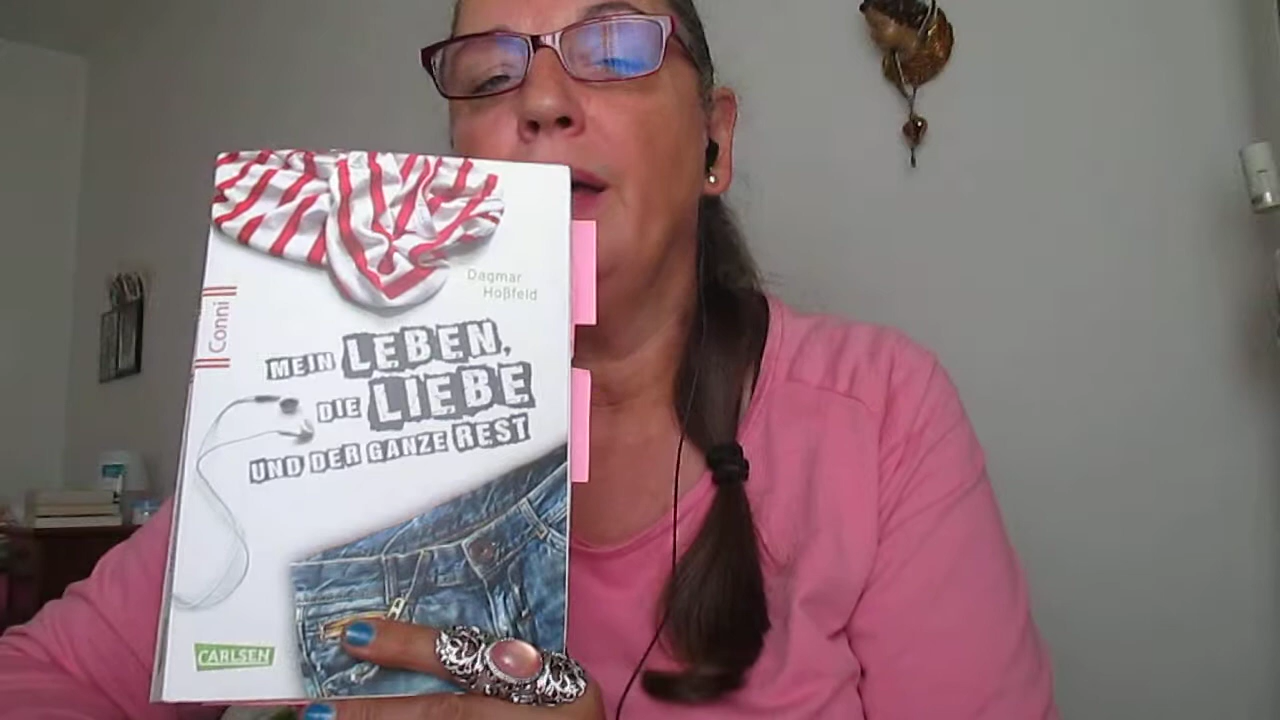 Dagmar
Hoßfeld
Conni
MEIN LEBEN,
DIE LIEBE
UND DER GANZE REST
CARLSEN